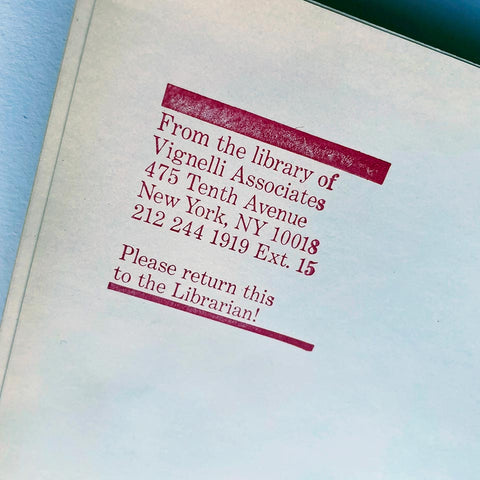 From the library of
Vignelli Associates
475 Tenth Avenue
New York, NY 10018
212 244 1919 Ext. 15
Please return this
to the Librarian!